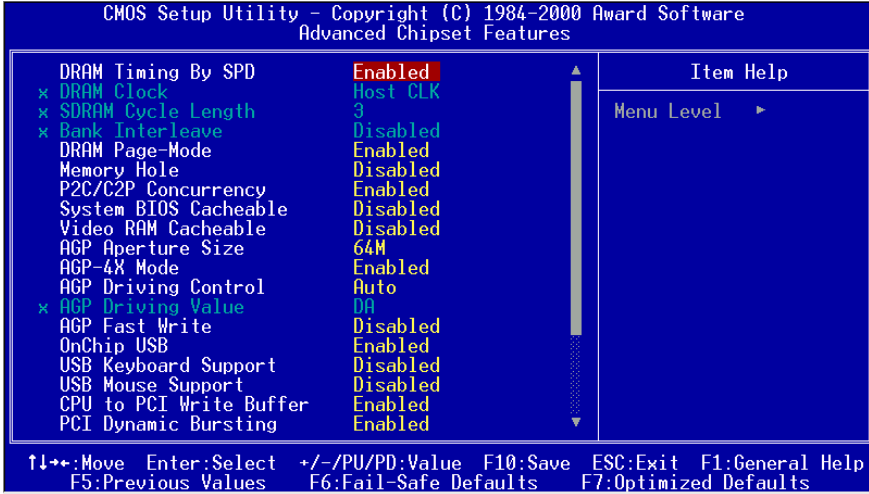 CMOS Setup Utility - Copyright (C) 1984-2000 Award Software
Advanced Chipset Features
DRAM Timing By SPD Enabled
x DRAM Clock Host CLK
x SDRAM Cycle Length 3
x Bank Interleave Disabled
DRAM Page-Mode Enabled
Memory Hole Disabled
P2C/C2P Concurrency Enabled
System BIOS Cacheable Disabled
Video RAM Cacheable Disabled
AGP Aperture Size 64M
AGP-4X Mode Enabled
AGP Driving Control Auto
x AGP Driving Value DA
AGP Fast Write Disabled
OnChip USB Enabled
USB Keyboard Support Disabled
USB Mouse Support Disabled
CPU to PCI Write Buffer Enabled
PCI Dynamic Bursting Enabled
Item Help
Menu Level ►
↑↓→←:Move Enter:Select +/-/PU/PD:Value F10:Save ESC:Exit F1:General Help
F5:Previous Values F6:Fail-Safe Defaults F7:Optimized Defaults